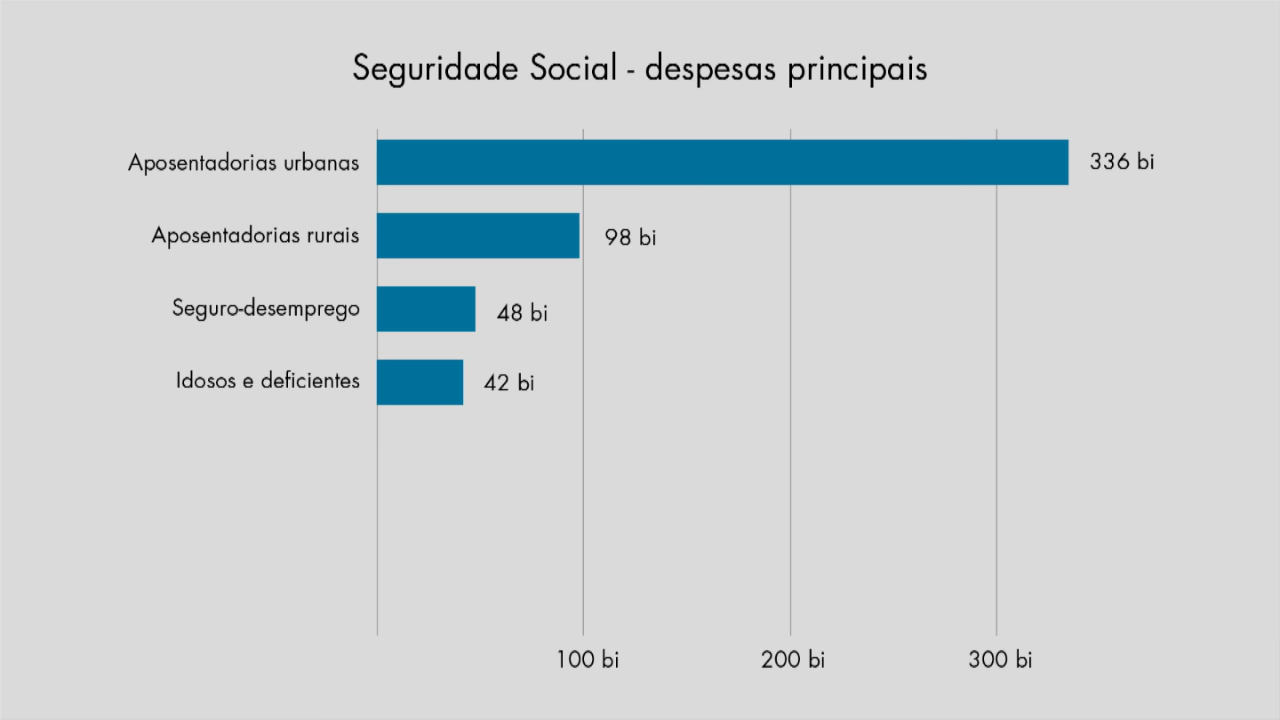 Seguridade Social - despesas principais
Aposentadorias urbanas
336 bi
Aposentadorias rurais
98 bi
Seguro-desemprego
48 bi
Idosos e deficientes
42 bi
100 bi
200 bi
300 bi